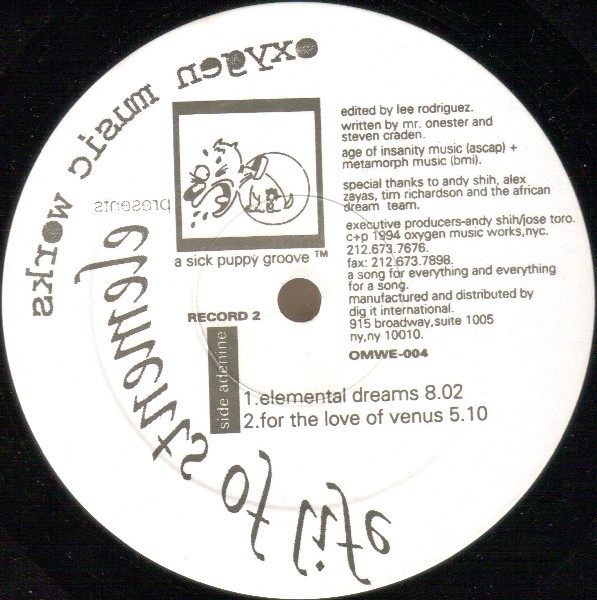 oxygen music works
presents
elements of life
a sick puppy groove ™
edited by lee rodriguez.
written by mr. onester and
steven craden.
age of insanity music (ascap) +
metamorph music (bmi).
special thanks to andy shih, alex
zayas, tim richardson and the african
dream team.
executive producers-andy shih/jose toro.
c+p 1994 oxygen music works,nyc.
212.673.7676.
fax: 212.673.7898.
a song for everything and everything
for a song.
manufactured and distributed by
dig it international.
915 broadway,suite 1005
ny,ny 10010.
OMWE-004
RECORD 2
side adenine
1.elemental dreams 8.02
2.for the love of venus 5.10